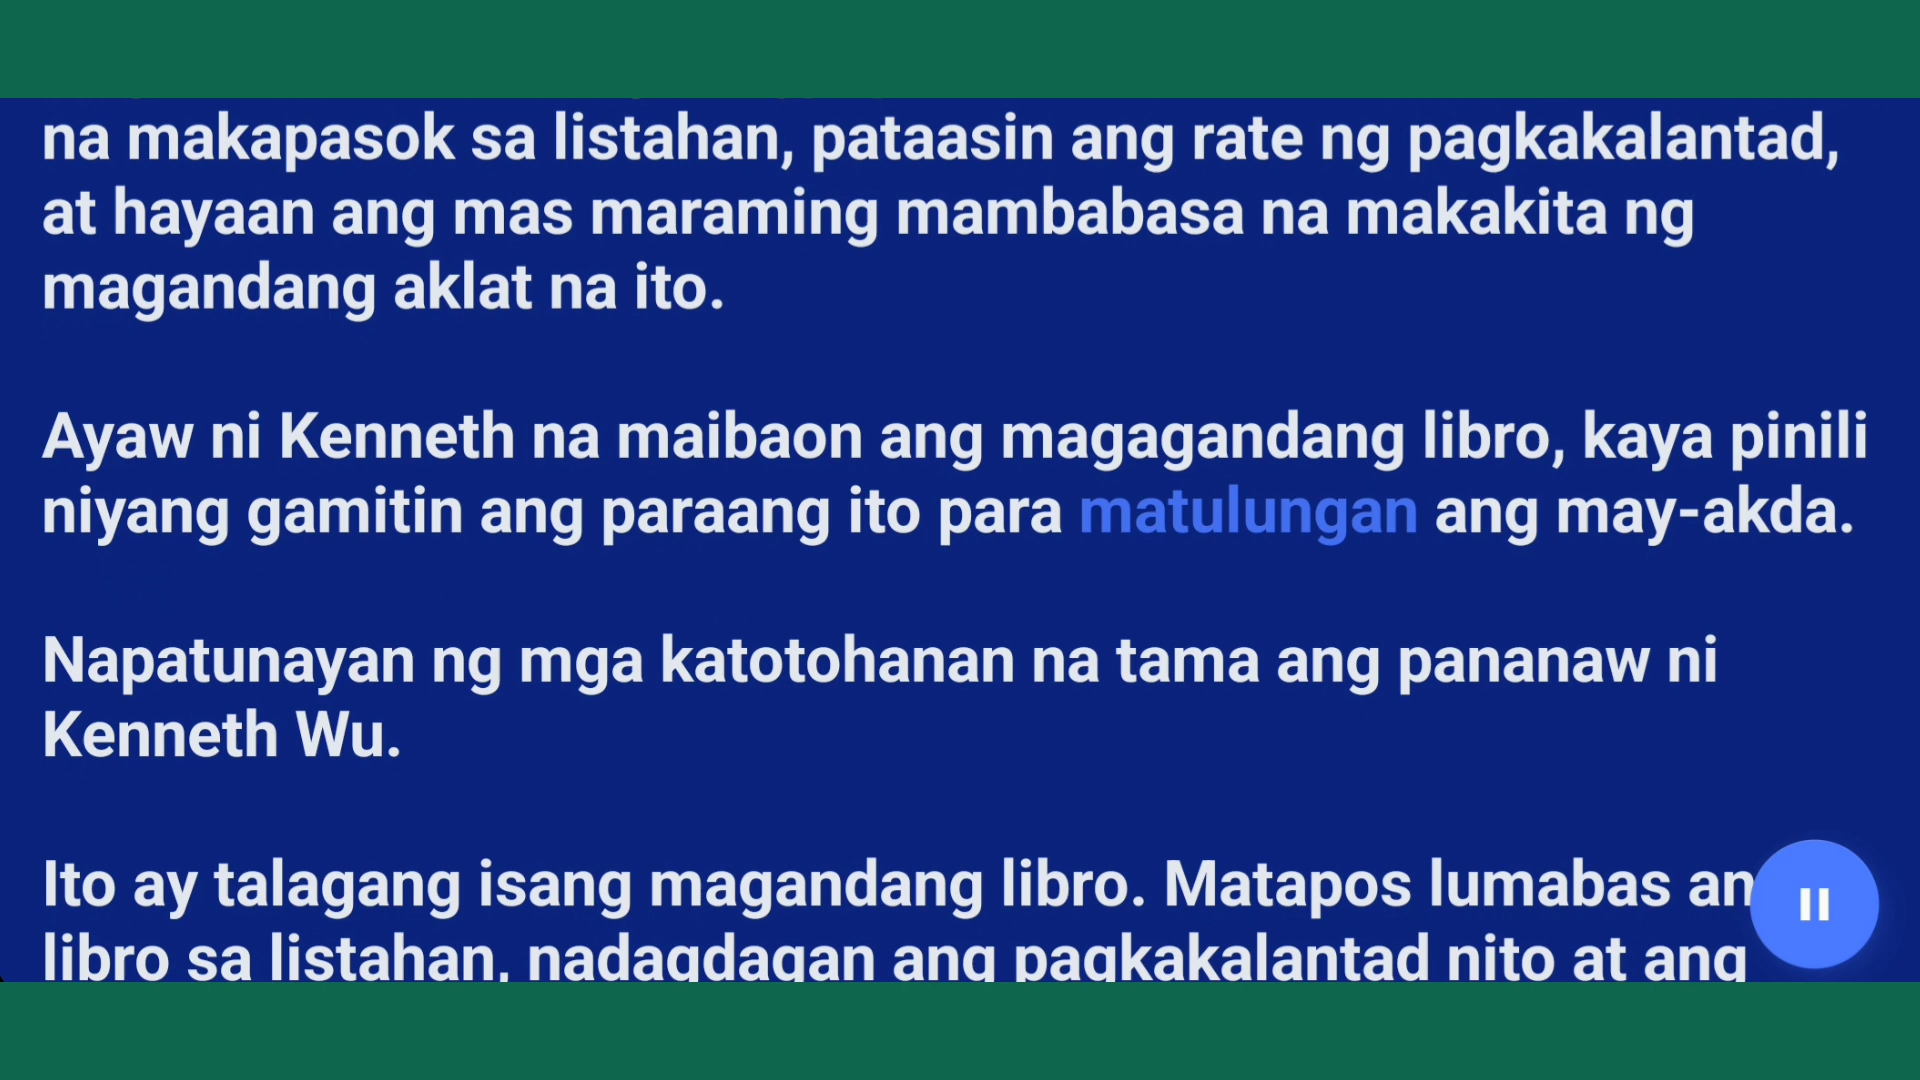 na makapasok sa listahan, pataasin ang rate ng pagkakalantad,
at hayaan ang mas maraming mambabasa na makakita ng
magandang aklat na ito.
Ayaw ni Kenneth na maibaon ang magagandang libro, kaya pinili
niyang gamitin ang paraang ito para matulungan ang may-akda.
Napatunayan ng mga katotohanan na tama ang pananaw ni
Kenneth Wu.
Ito ay talagang isang magandang libro. Matapos lumabas an
libro sa listahan, nadagdagan ang pagkakalantad nito at ang